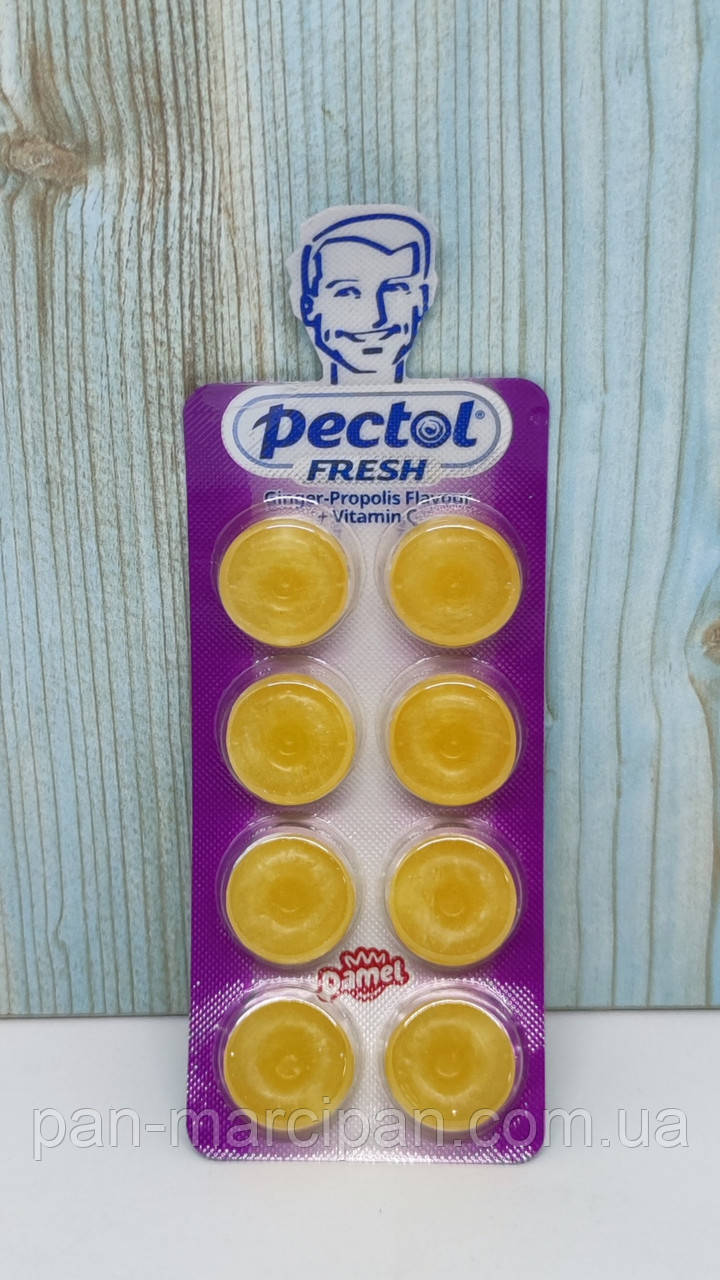 Pectol®
FRESH
Ginger-Propolis Flavour
+ Vitamin C
Damel
pan-marcipan.com.ua